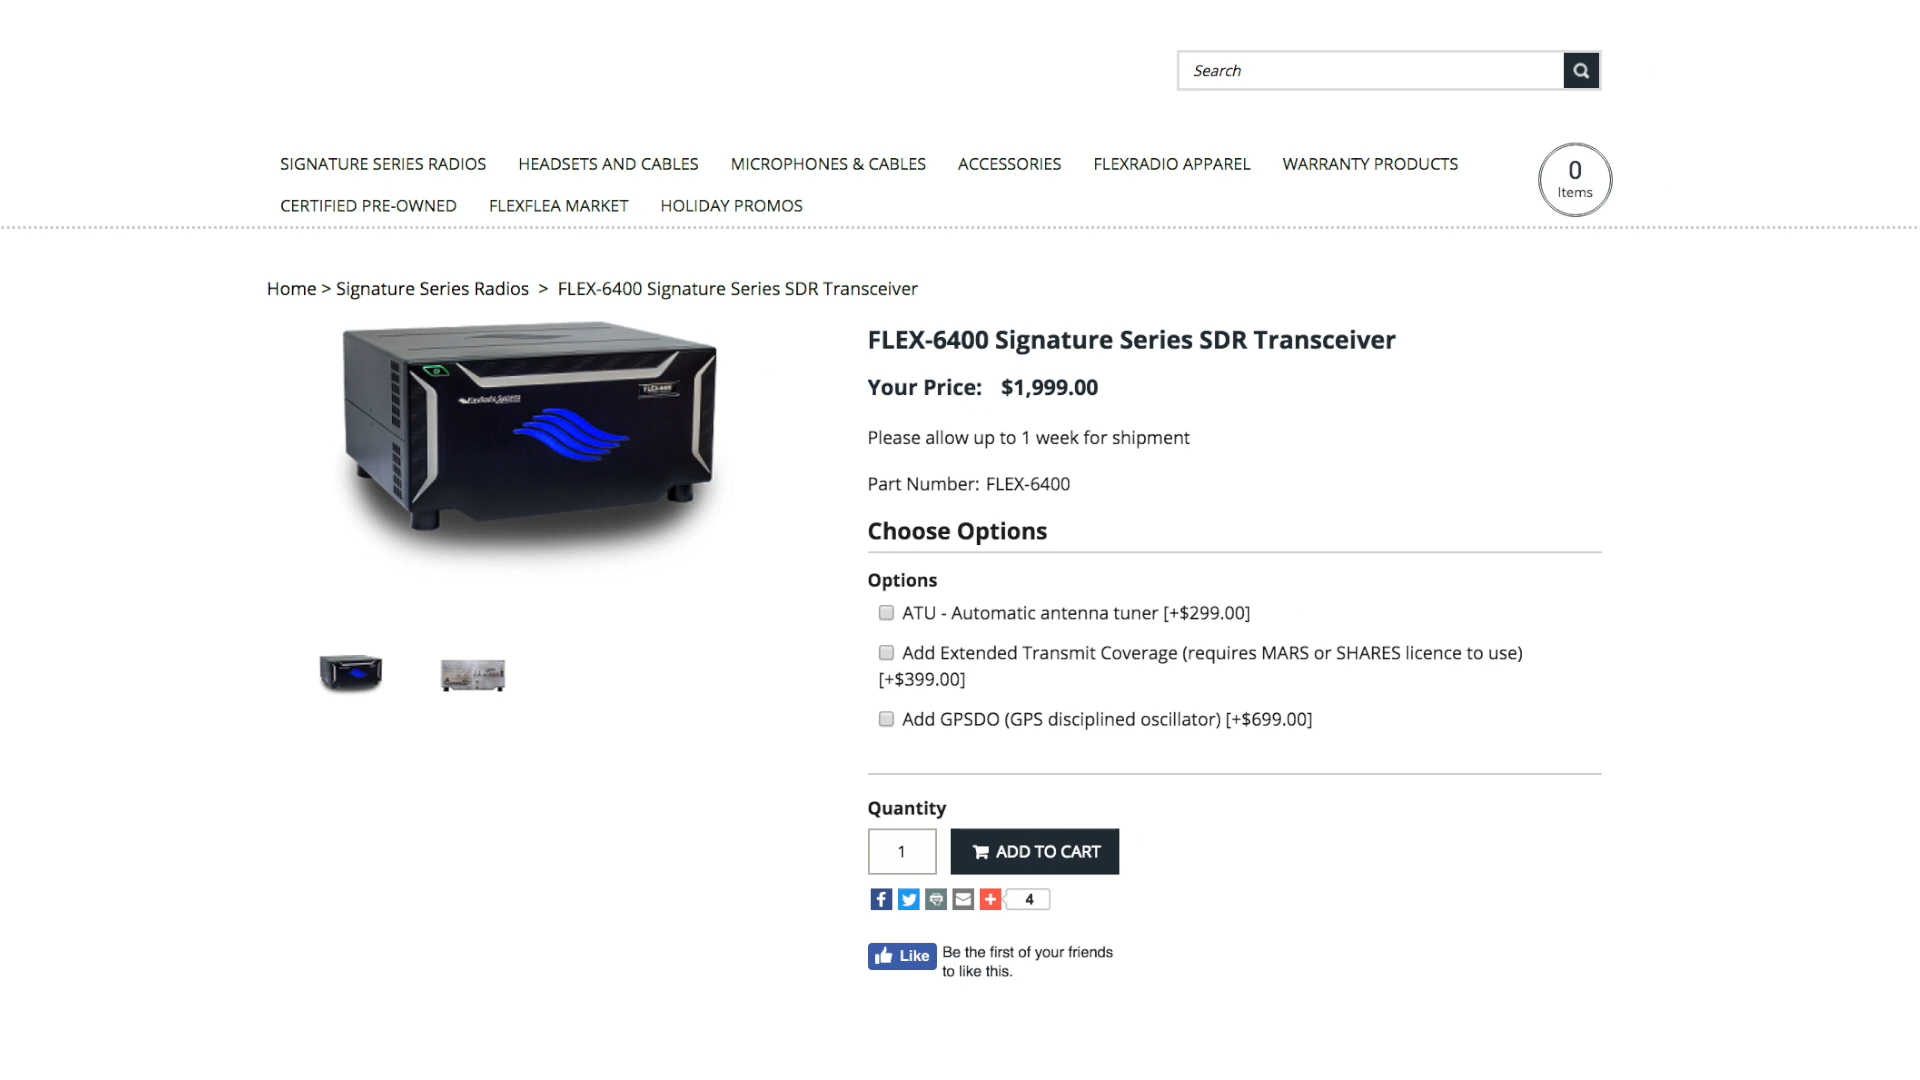 Search
SIGNATURE SERIES RADIOS HEADSETS AND CABLES MICROPHONES & CABLES ACCESSORIES FLEXRADIO APPAREL WARRANTY PRODUCTS
CERTIFIED PRE-OWNED FLEXFLEA MARKET HOLIDAY PROMOS
0
Items
Home > Signature Series Radios > FLEX-6400 Signature Series SDR Transceiver
FlexRadio Systems
FLEX-6400
FLEX-6400 Signature Series SDR Transceiver
Your Price: $1,999.00
Please allow up to 1 week for shipment
Part Number: FLEX-6400
Choose Options
Options
ATU - Automatic antenna tuner [+$299.00]
Add Extended Transmit Coverage (requires MARS or SHARES licence to use)
[+$399.00]
Add GPSDO (GPS disciplined oscillator) [+$699.00]
Quantity
1 ADD TO CART
4
Like Be the first of your friends
to like this.